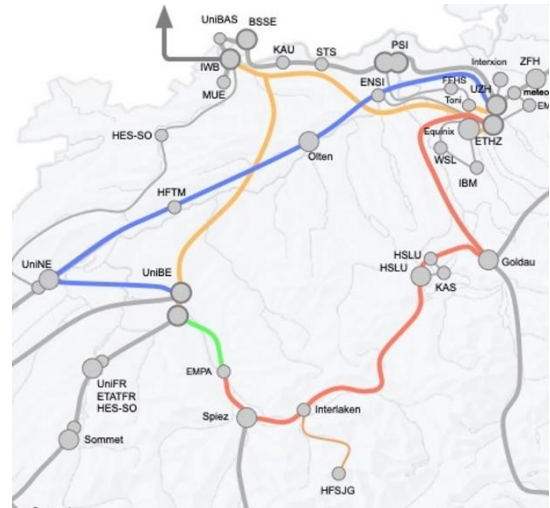 UniBAS
BSSE
IWB
KAU
STS
PSI
MUE
Interxion
ZFH
ENSI
FFHS
UZH
meteo
Toni
EM
HES-SO
Equinix
ETHZ
Olten
WSL
IBM
HFTM
UniNE
UniBE
HSLU
HSLU
Goldau
KAS
EMPA
UniFR
ETATFR
HES-SO
Spiez
Interlaken
Sommet
HFSJG